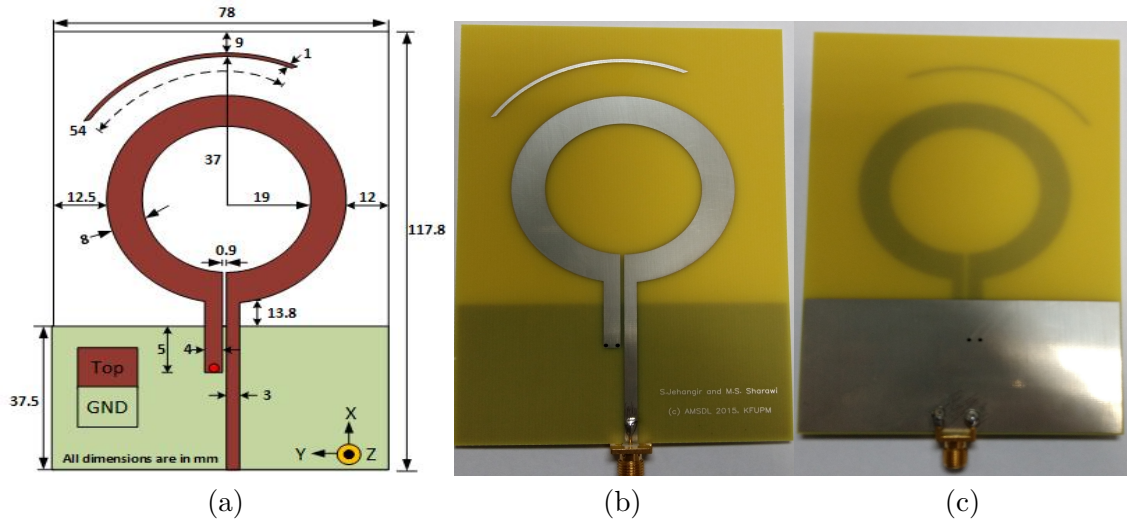 78
9
1
54
37
12.5
19
12
8
117.8
0.9
13.8
5
4
Top
37.5
GND
3
X
Y
Z
All dimensions are in mm
S.Jehangir and M.S. Sharawi
(c) AMSDL 2015, KFUPM
(a)
(b)
(c)